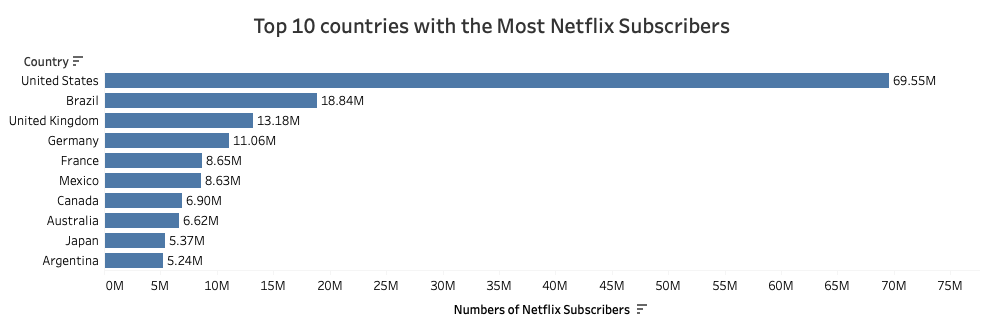 Top 10 countries with the Most Netflix Subscribers
Country
United States 69.55M
Brazil 18.84M
United Kingdom 13.18M
Germany 11.06M
France 8.65M
Mexico 8.63M
Canada 6.90M
Australia 6.62M
Japan 5.37M
Argentina 5.24M
0M 5M 10M 15M 20M 25M 30M 35M 40M 45M 50M 55M 60M 65M 70M 75M
Numbers of Netflix Subscribers